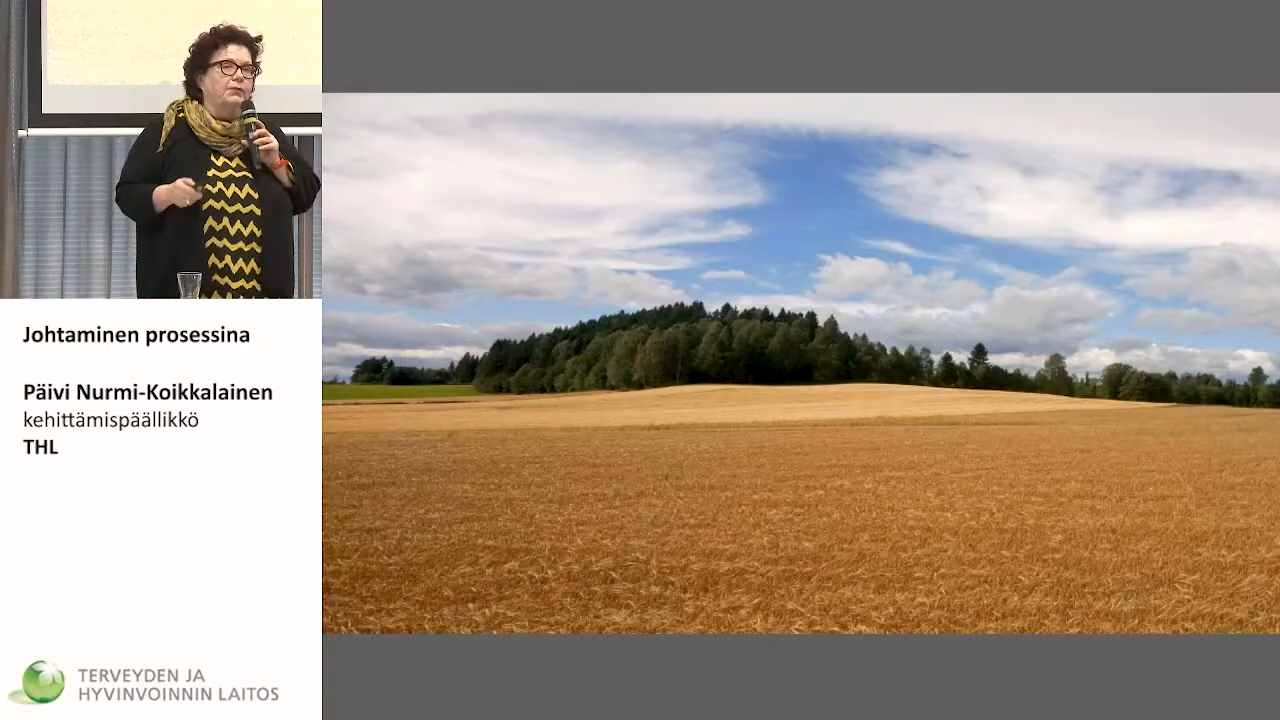 Johtaminen prosessina
Päivi Nurmi-Koikkalainen
kehittämispäällikkö
THL
TERVEYDEN JA
HYVINVOINNIN LAITOS